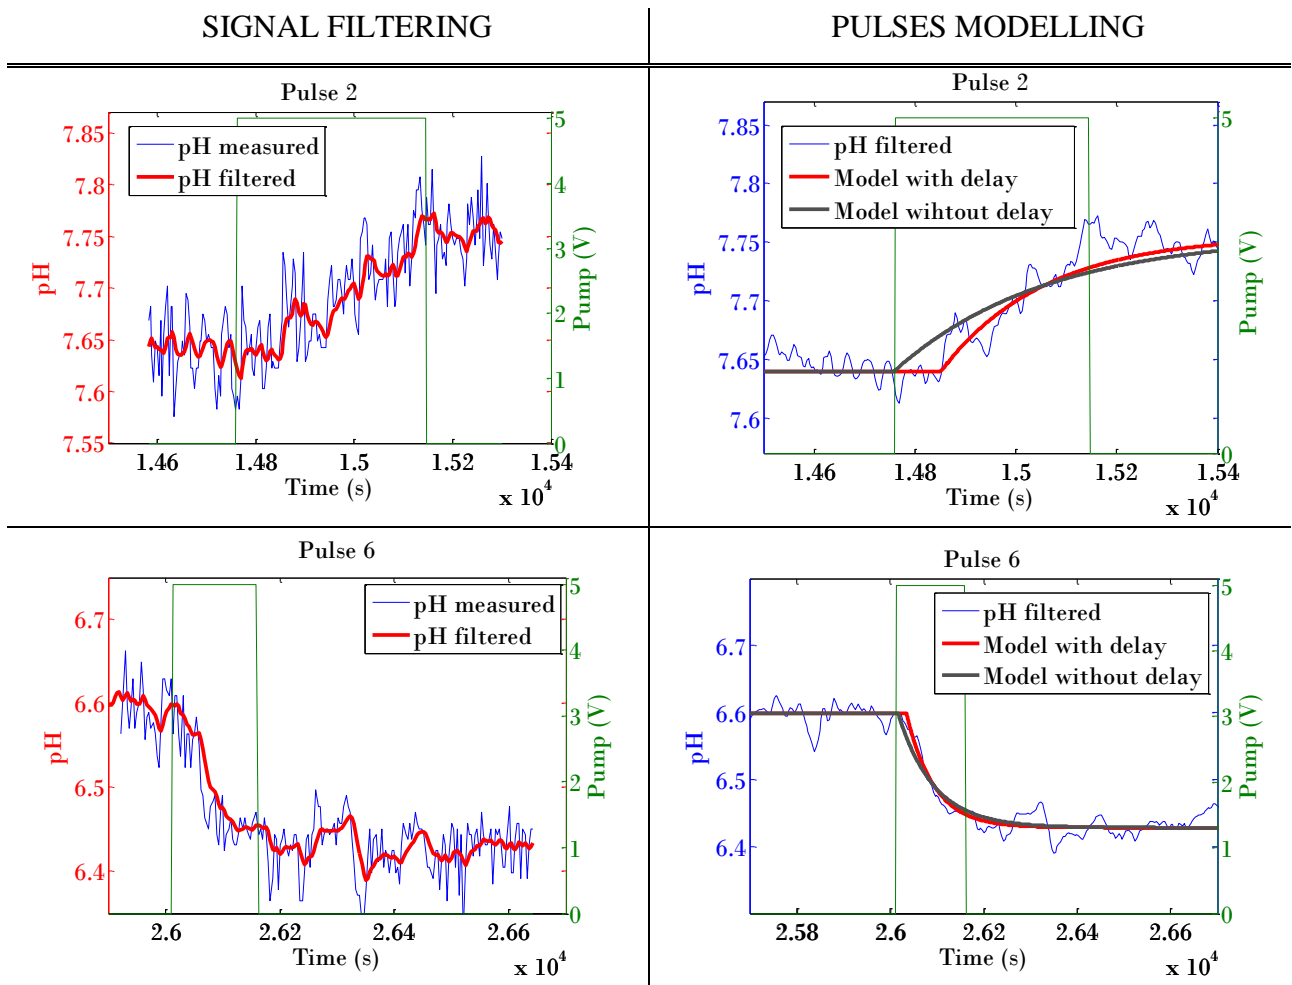 SIGNAL FILTERING
PULSES MODELLING
Pulse 2
7.85
7.8
7.75
7.7
7.65
7.6
7.55
pH
pH measured
pH filtered
5
4
3
2
1
0
Pump (V)
1.46
1.48
1.5
1.52
1.54
Time (s)
x 10^4
Pulse 2
7.85
7.8
7.75
7.7
7.65
7.6
pH
pH filtered
Model with delay
Model wihtout delay
5
0
Pump (V)
1.46
1.48
1.5
1.52
1.54
Time (s)
x 10^4
Pulse 6
6.7
6.6
6.5
6.4
pH
pH measured
pH filtered
5
4
3
2
1
0
Pump (V)
2.6
2.62
2.64
2.66
Time (s)
x 10^4
Pulse 6
6.7
6.6
6.5
6.4
pH
pH filtered
Model with delay
Model without delay
5
4
3
2
1
0
Pump (V)
2.58
2.6
2.62
2.64
2.66
Time (s)
x 10^4